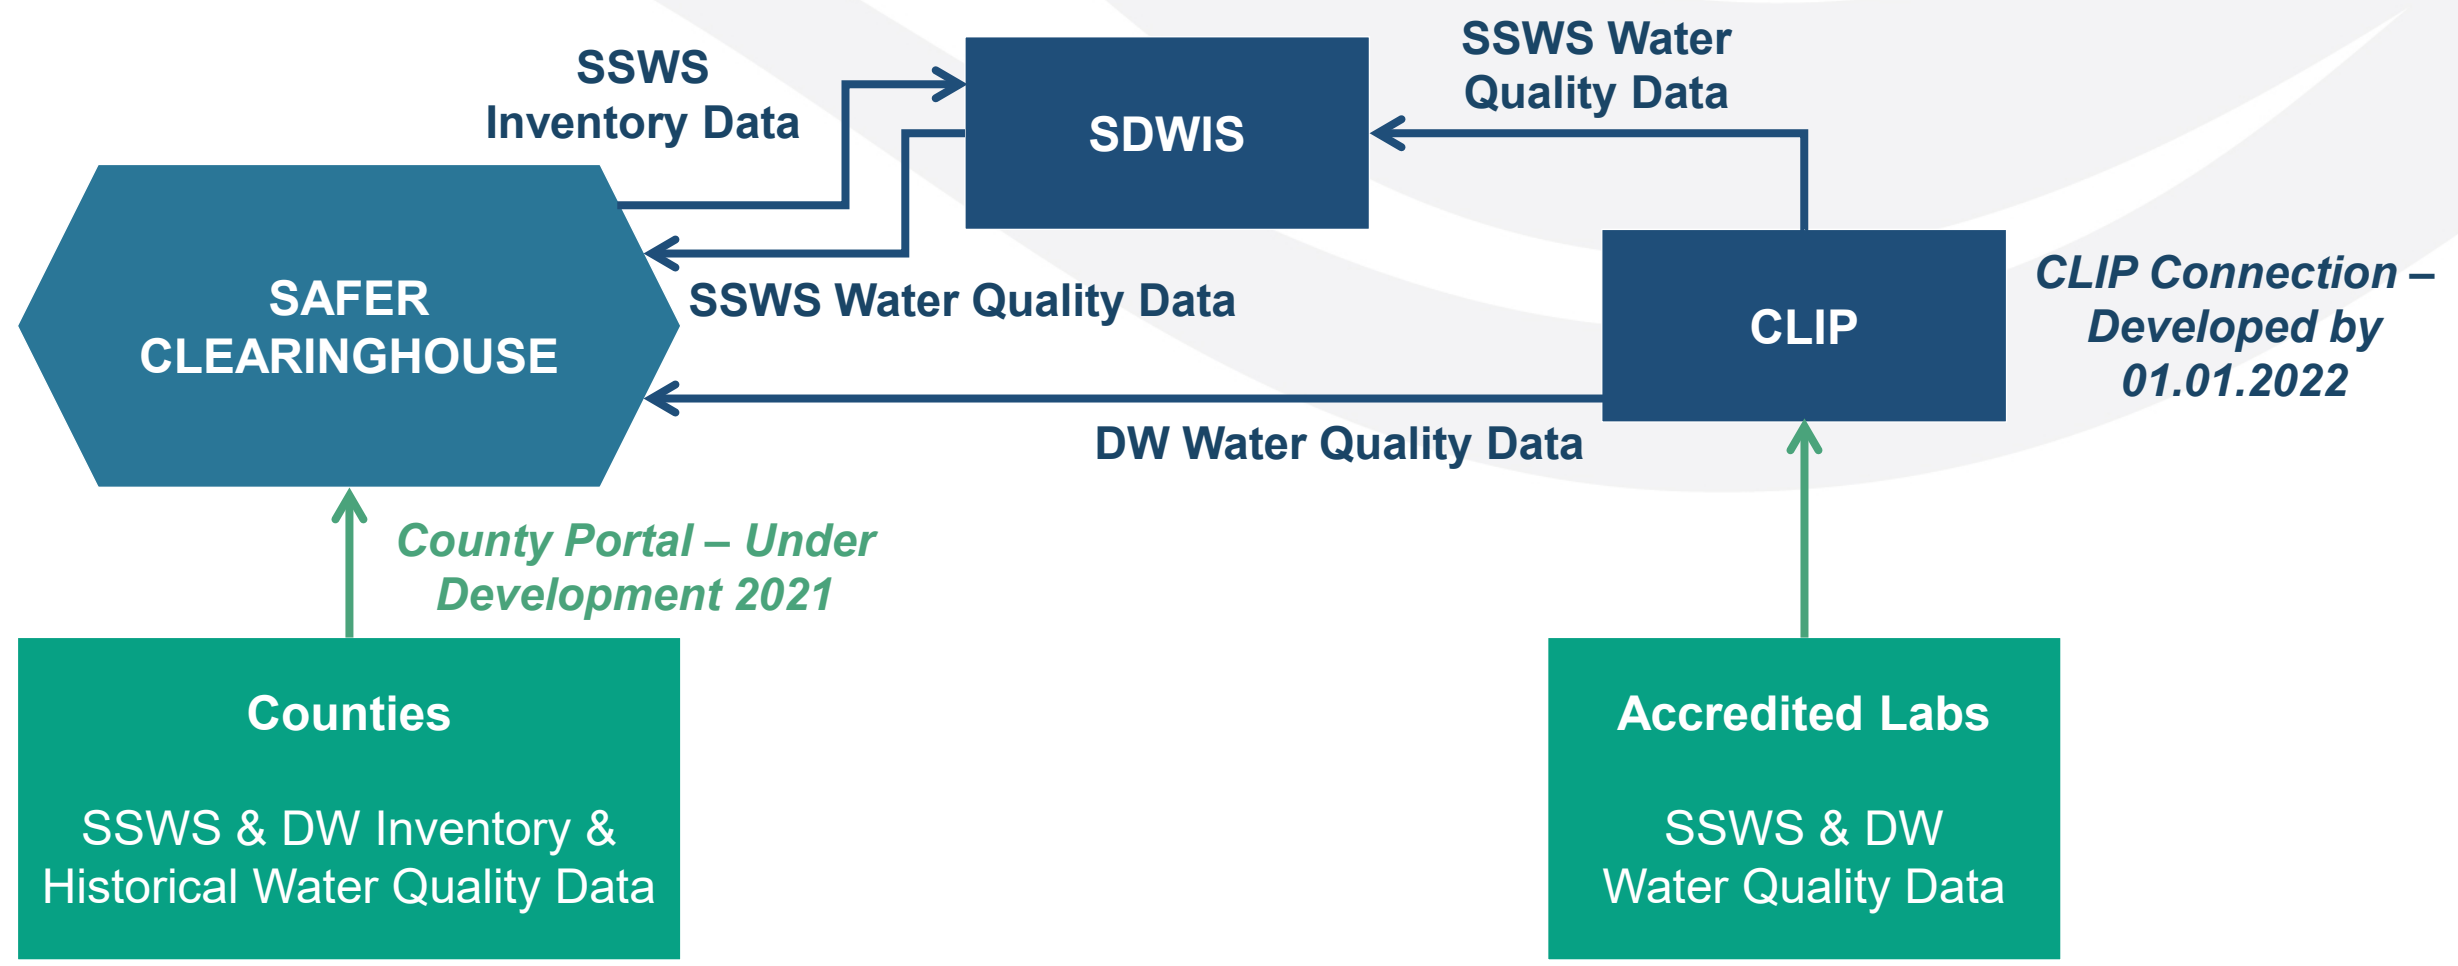 SSWS
Inventory Data
SDWIS
SSWS Water
Quality Data
SAFER
CLEARINGHOUSE
SSWS Water Quality Data
CLIP
CLIP Connection –
Developed by
01.01.2022
DW Water Quality Data
County Portal – Under
Development 2021
Counties
SSWS & DW Inventory &
Historical Water Quality Data
Accredited Labs
SSWS & DW
Water Quality Data